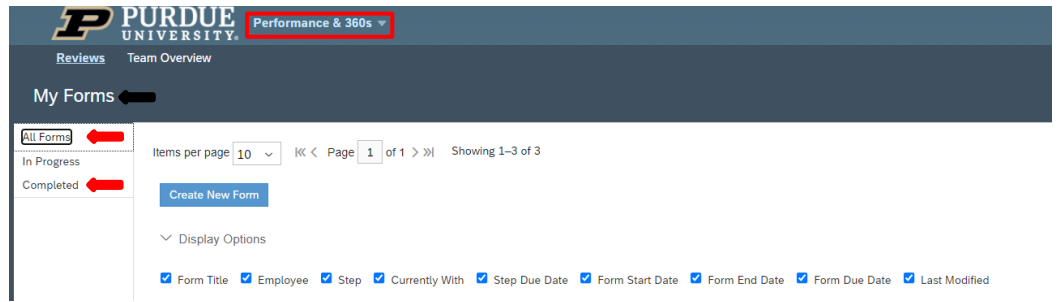 PURDUE UNIVERSITY. Performance & 360s
Reviews Team Overview
My Forms
All Forms
In Progress
Completed
Items per page 10 Page 1 of 1 Showing 1–3 of 3
Create New Form
Display Options
Form Title Employee Step Currently With Step Due Date Form Start Date Form End Date Form Due Date Last Modified